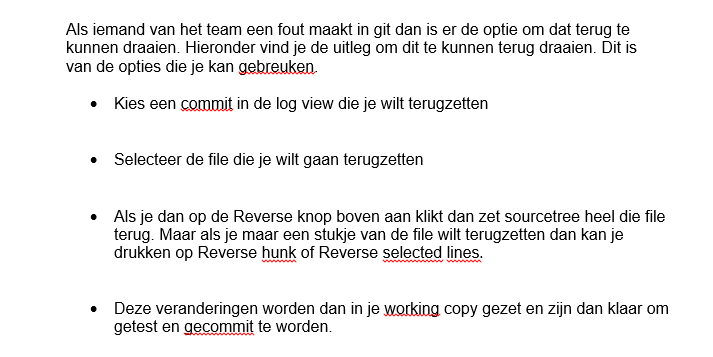 Als iemand van het team een fout maakt in git dan is er de optie om dat terug te
kunnen draaien. Hieronder vind je de uitleg om dit te kunnen terug draaien. Dit is
van de opties die je kan gebreuken.
• Kies een commit in de log view die je wilt terugzetten
• Selecteer de file die je wilt gaan terugzetten
• Als je dan op de Reverse knop boven aan klikt dan zet sourcetree heel die file
terug. Maar als je maar een stukje van de file wilt terugzetten dan kan je
drukken op Reverse hunk of Reverse selected lines.
• Deze veranderingen worden dan in je working copy gezet en zijn dan klaar om
getest en gecommit te worden.